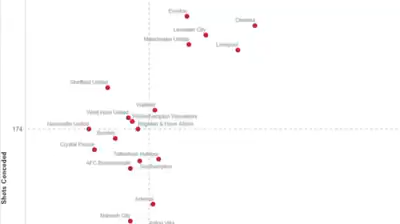 Everton
Chelsea
Leicester City
Manchester United
Liverpool
Sheffield United
Watford
West Ham United
Wolverhampton Wanderers
Newcastle United
Brighton & Hove Albion
174
Burnley
Crystal Palace
Tottenham Hotspur
AFC Bournemouth
Southampton
Shots Conceded
Arsenal
Norwich City
Aston Villa